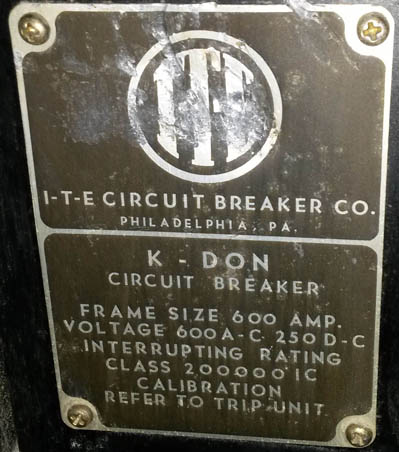 I-T-E
I-T-E CIRCUIT BREAKER CO.
PHILADELPHIA, PA.
K - DON
CIRCUIT BREAKER
FRAME SIZE 600 AMP.
VOLTAGE 600 A-C 250 D-C
INTERRUPTING RATING
CLASS 200000 IC
CALIBRATION
REFER TO TRIP UNIT